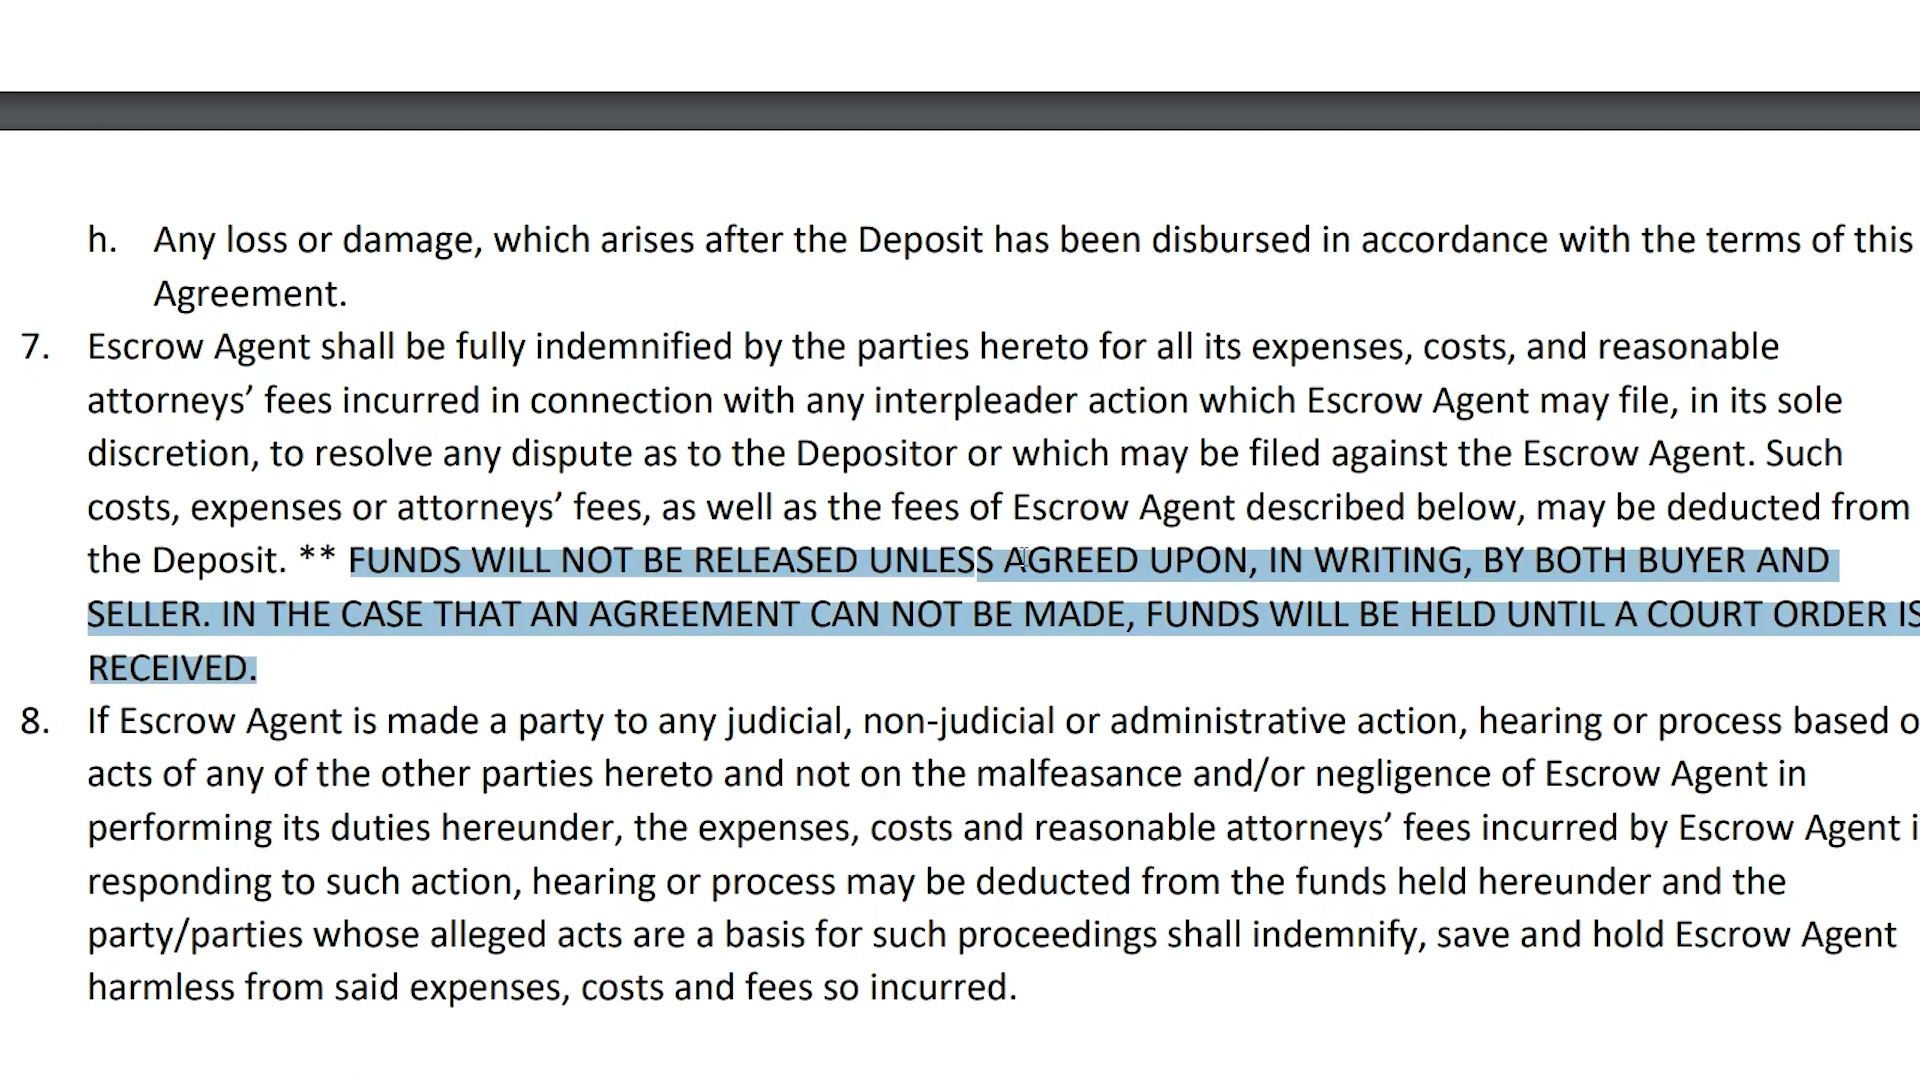 h. Any loss or damage, which arises after the Deposit has been disbursed in accordance with the terms of this
Agreement.
7. Escrow Agent shall be fully indemnified by the parties hereto for all its expenses, costs, and reasonable
attorneys’ fees incurred in connection with any interpleader action which Escrow Agent may file, in its sole
discretion, to resolve any dispute as to the Depositor or which may be filed against the Escrow Agent. Such
costs, expenses or attorneys’ fees, as well as the fees of Escrow Agent described below, may be deducted from
the Deposit. ** FUNDS WILL NOT BE RELEASED UNLESS AGREED UPON, IN WRITING, BY BOTH BUYER AND
SELLER. IN THE CASE THAT AN AGREEMENT CAN NOT BE MADE, FUNDS WILL BE HELD UNTIL A COURT ORDER IS
RECEIVED.
8. If Escrow Agent is made a party to any judicial, non-judicial or administrative action, hearing or process based
acts of any of the other parties hereto and not on the malfeasance and/or negligence of Escrow Agent in
performing its duties hereunder, the expenses, costs and reasonable attorneys’ fees incurred by Escrow Agent
responding to such action, hearing or process may be deducted from the funds held hereunder and the
party/parties whose alleged acts are a basis for such proceedings shall indemnify, save and hold Escrow Agent
harmless from said expenses, costs and fees so incurred.